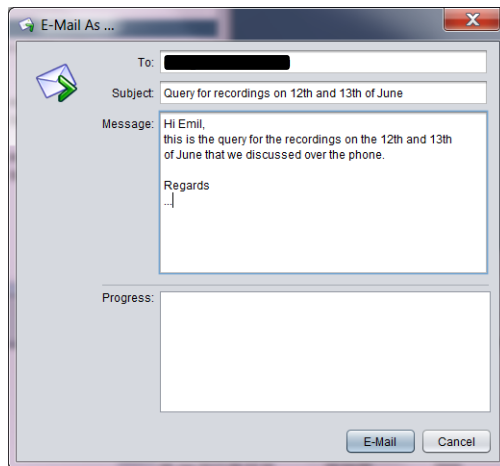 E-Mail As ...
To:
Subject: Query for recordings on 12th and 13th of June
Message: Hi Emil,
this is the query for the recordings on the 12th and 13th
of June that we discussed over the phone.
Regards
...
Progress:
E-Mail Cancel